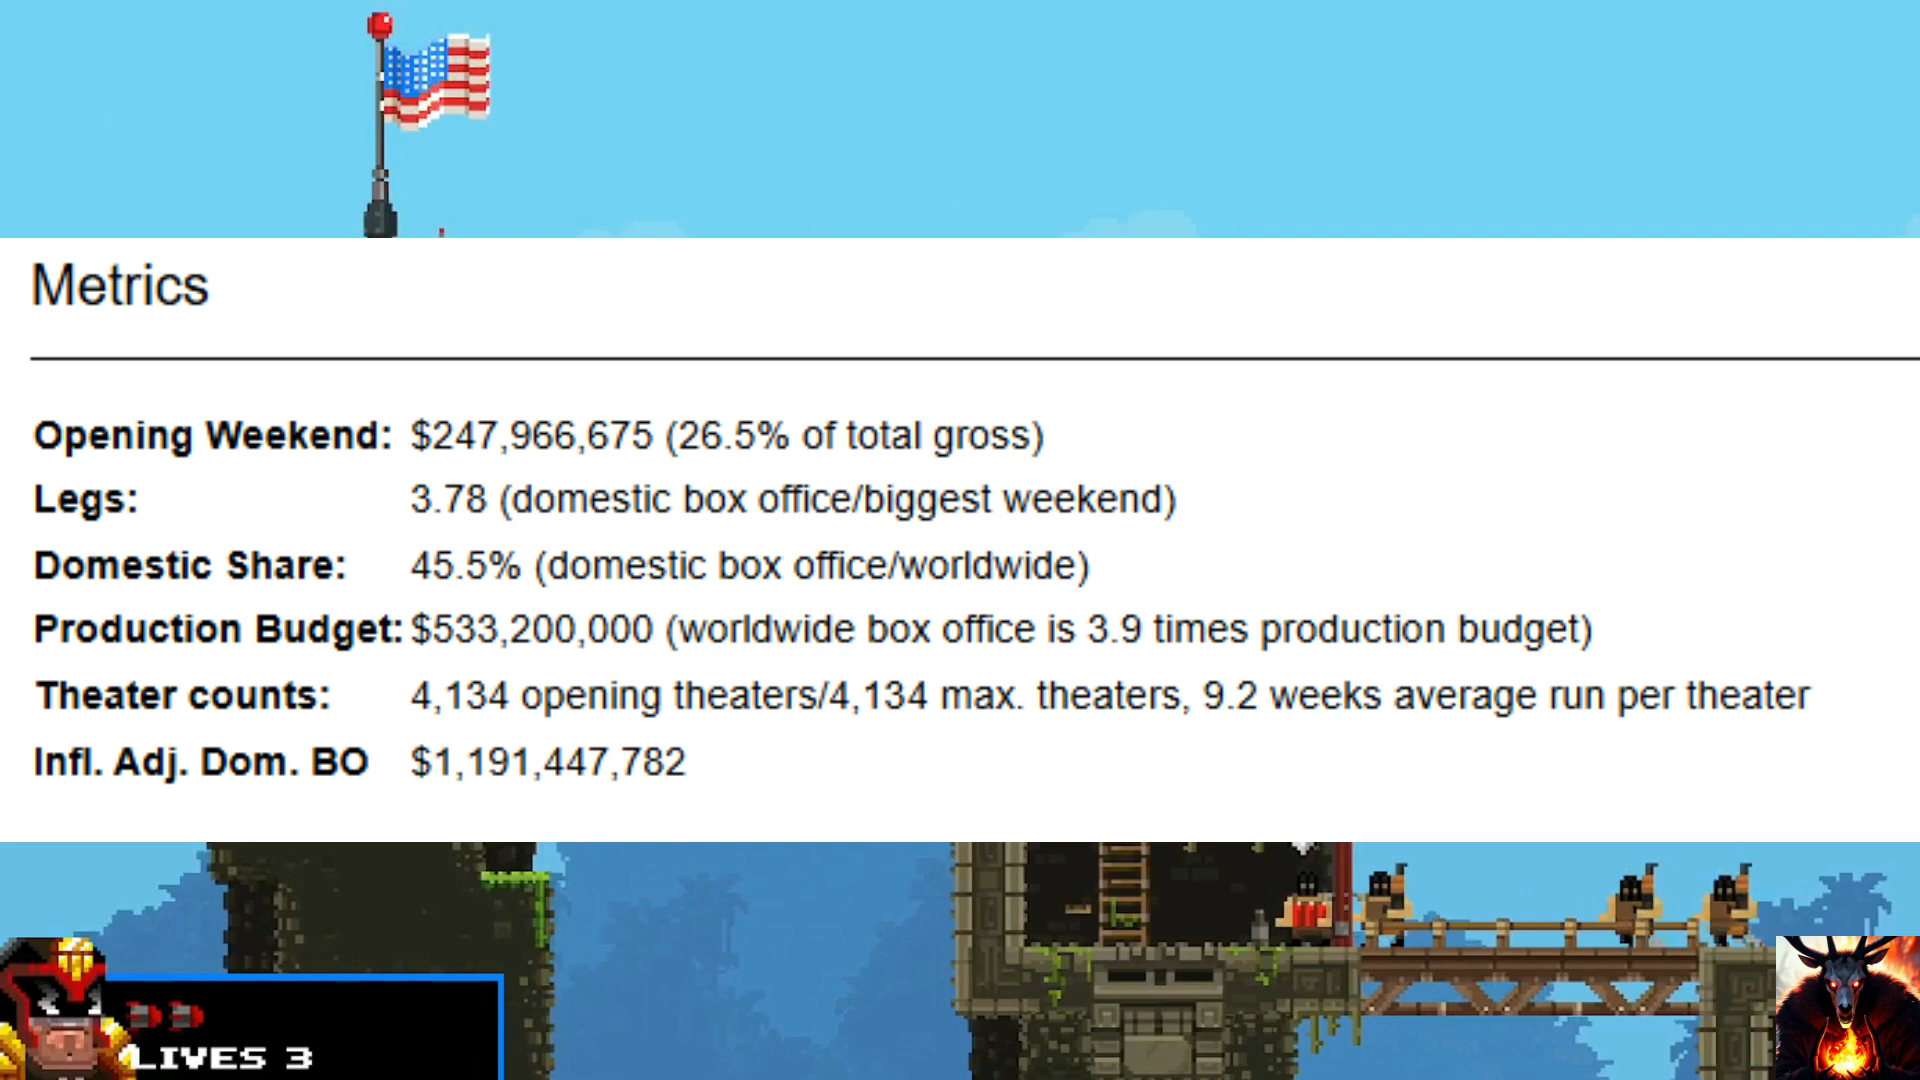 Metrics
Opening Weekend: $247,966,675 (26.5% of total gross)
Legs: 3.78 (domestic box office/biggest weekend)
Domestic Share: 45.5% (domestic box office/worldwide)
Production Budget: $533,200,000 (worldwide box office is 3.9 times production budget)
Theater counts: 4,134 opening theaters/4,134 max. theaters, 9.2 weeks average run per theater
Infl. Adj. Dom. BO $1,191,447,782
LIVES 3